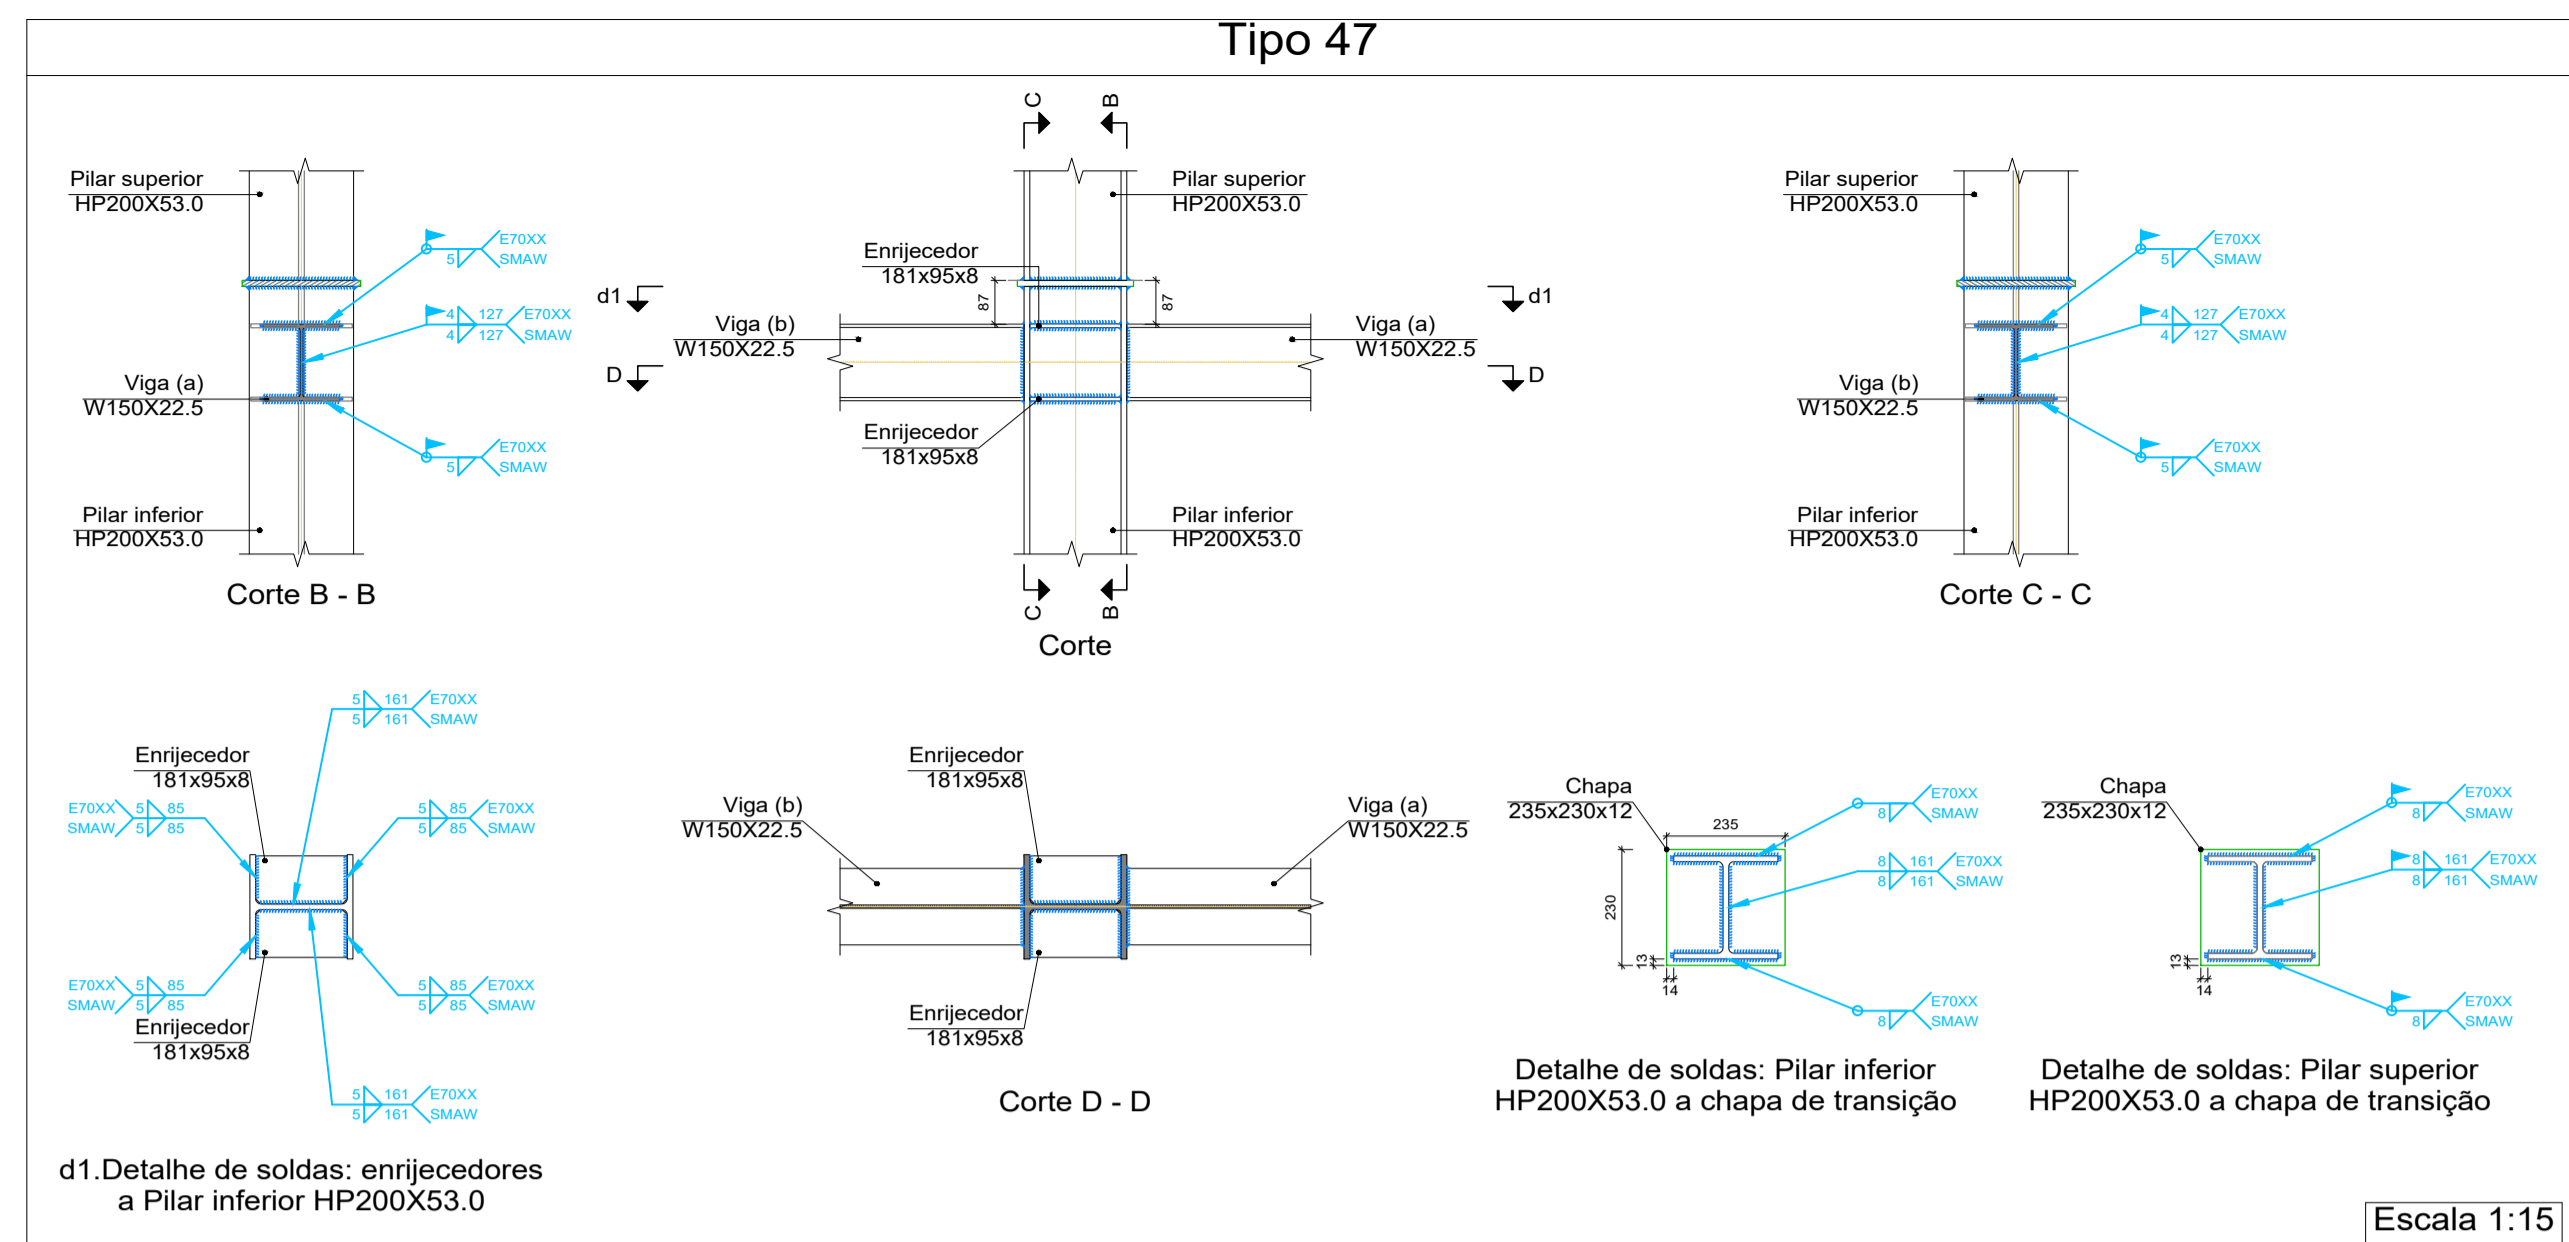 Tipo 47
Pilar superior
HP200X53.0
E70XX
5
SMAW
4
127
E70XX
4
127
SMAW
Viga (a)
W150X22.5
E70XX
5
SMAW
Pilar inferior
HP200X53.0
Corte B - B
C
B
Pilar superior
HP200X53.0
Enrijecedor
181x95x8
87
87
d1
d1
Viga (b)
W150X22.5
Viga (a)
W150X22.5
D
D
Enrijecedor
181x95x8
Pilar inferior
HP200X53.0
C
B
Corte
Pilar superior
HP200X53.0
E70XX
5
SMAW
4
127
E70XX
4
127
SMAW
Viga (b)
W150X22.5
E70XX
5
SMAW
Pilar inferior
HP200X53.0
Corte C - C
5
161
E70XX
5
161
SMAW
Enrijecedor
181x95x8
E70XX
5
85
SMAW
5
85
5
85
E70XX
5
85
SMAW
E70XX
5
85
SMAW
5
85
5
85
E70XX
5
85
SMAW
Enrijecedor
181x95x8
5
161
E70XX
5
161
SMAW
d1.Detalhe de soldas: enrijecedores
a Pilar inferior HP200X53.0
Enrijecedor
181x95x8
Viga (b)
W150X22.5
Viga (a)
W150X22.5
Enrijecedor
181x95x8
Corte D - D
Chapa
235x230x12
235
230
13
14
E70XX
8
SMAW
8
161
E70XX
8
161
SMAW
E70XX
8
SMAW
Detalhe de soldas: Pilar inferior
HP200X53.0 a chapa de transição
Chapa
235x230x12
13
14
E70XX
8
SMAW
8
161
E70XX
8
161
SMAW
E70XX
8
SMAW
Detalhe de soldas: Pilar superior
HP200X53.0 a chapa de transição
Escala 1:15